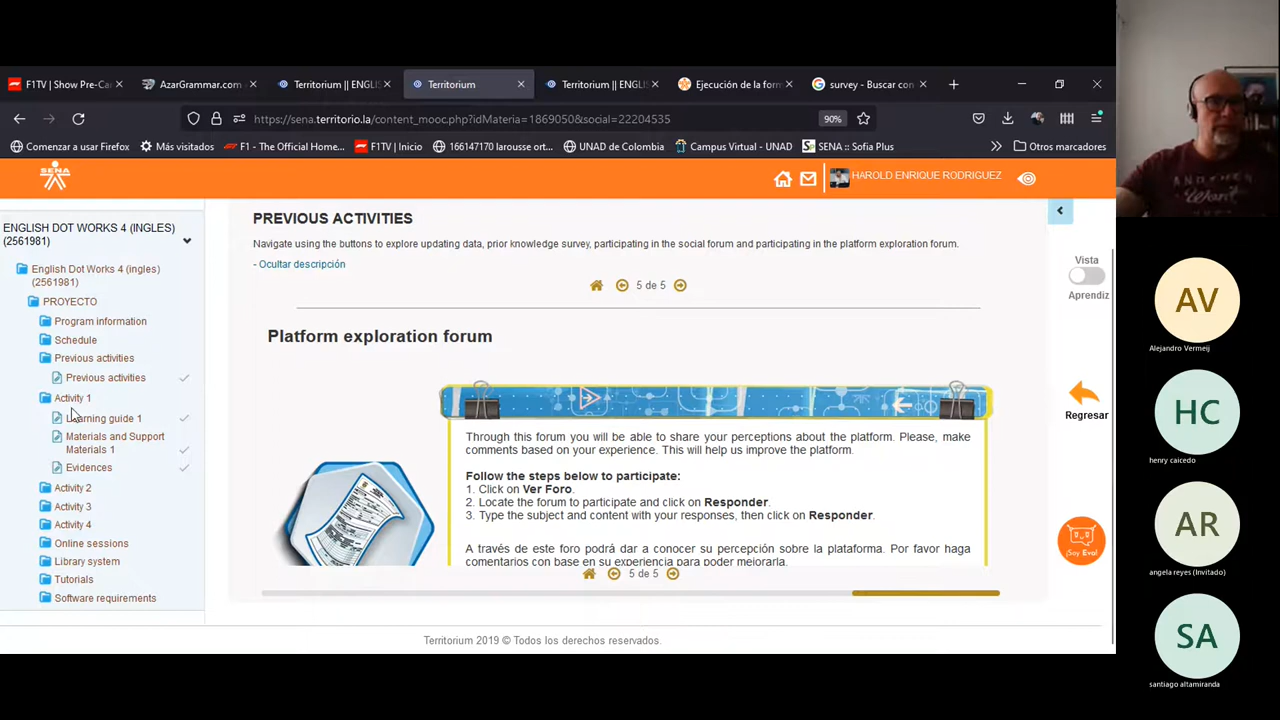 F1TV | Show Pre-Ca
AzarGrammar.com
Territorium || ENGLIS
Territorium
Territorium || ENGLIS
Ejecución de la form
survey - Buscar con
https://sena.territorio.la/content_mooc.php?idMateria=1869050&social=22204535
90%
Comenzar a usar Firefox
Más visitados
F1 - The Official Home...
F1TV | Inicio
166147170 larousse ort...
UNAD de Colombia
Campus Virtual - UNAD
SENA :: Sofia Plus
Otros marcadores
SENA
HAROLD ENRIQUE RODRIGUEZ
ENGLISH DOT WORKS 4 (INGLES)
(2561981)
English Dot Works 4 (ingles)
(2561981)
PROYECTO
Program information
Schedule
Previous activities
Previous activities
Activity 1
Learning guide 1
Materials and Support
Materials 1
Evidences
Activity 2
Activity 3
Activity 4
Online sessions
Library system
Tutorials
Software requirements
PREVIOUS ACTIVITIES
Navigate using the buttons to explore updating data, prior knowledge survey, participating in the social forum and participating in the platform exploration forum.
- Ocultar descripción
5 de 5
Platform exploration forum
Through this forum you will be able to share your perceptions about the platform. Please, make
comments based on your experience. This will help us improve the platform.
Follow the steps below to participate:
1. Click on Ver Foro.
2. Locate the forum to participate and click on Responder.
3. Type the subject and content with your responses, then click on Responder.
A través de este foro podrá dar a conocer su percepción sobre la plataforma. Por favor haga
comentarios con base en su experiencia para poder mejorarla.
5 de 5
Vista
Aprendiz
Regresar
¡Soy Eva!
Territorium 2019 © Todos los derechos reservados.
AV
Alejandro Vermeij
HC
henry caicedo
AR
angela reyes (Invitado)
SA
santiago altamiranda